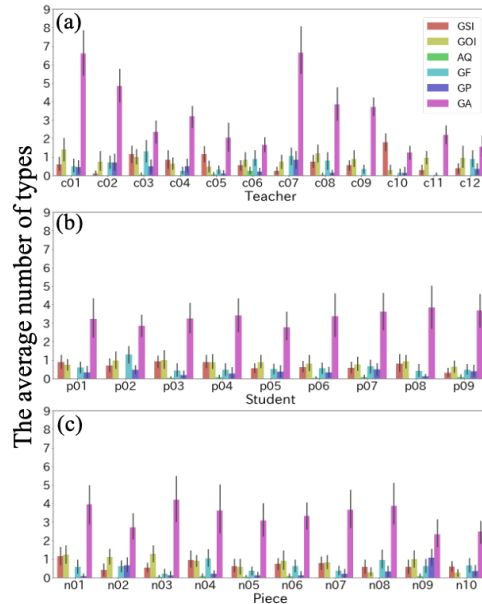 The average number of types
(a)
9
8
7
6
5
4
3
2
1
0
GSI
GOI
AQ
GF
GP
GA
c01 c02 c03 c04 c05 c06 c07 c08 c09 c10 c11 c12
Teacher
(b)
9
8
7
6
5
4
3
2
1
0
p01 p02 p03 p04 p05 p06 p07 p08 p09
Student
(c)
9
8
7
6
5
4
3
2
1
0
n01 n02 n03 n04 n05 n06 n07 n08 n09 n10
Piece